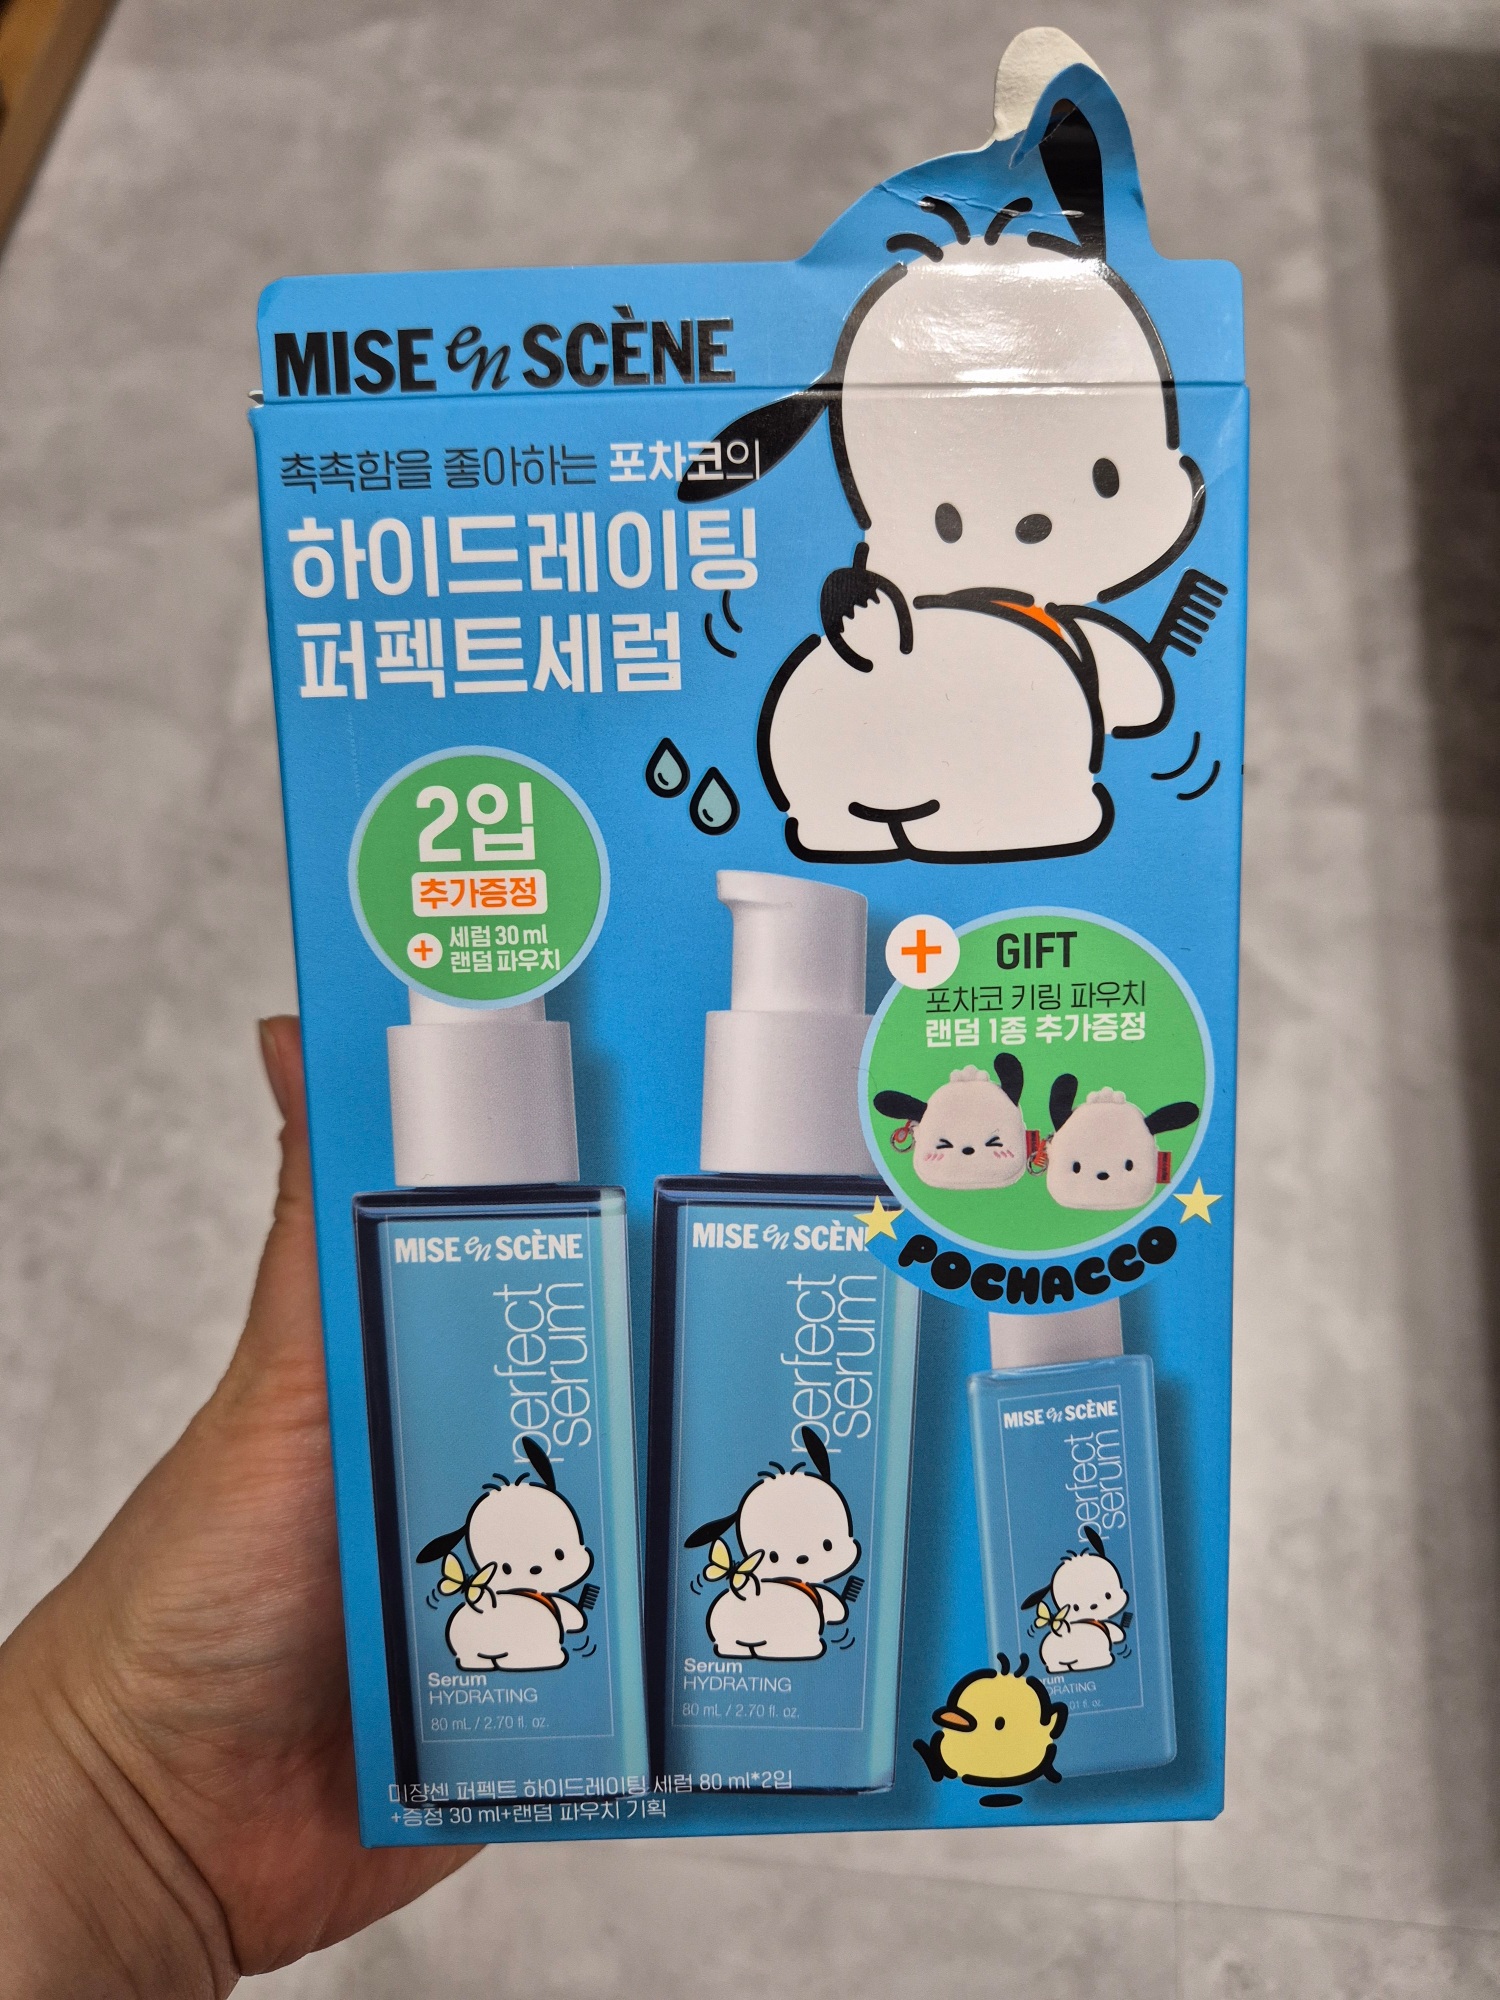 MISE en SCÈNE
촉촉함을 좋아하는 포차코의
하이드레이팅
퍼펙트세럼
2입
추가증정
+ 세럼 30 ml
랜덤 파우치
+ GIFT
포차코 키링 파우치
랜덤 1종 추가증정
POCHACCO
MISE en SCÈNE
perfect
serum
Serum
HYDRATING
80 mL / 2.70 fl. oz.
MISE en SCÈN
perfect
serum
Serum
HYDRATING
80 mL / 2.70 fl. oz.
MISE en SCÈNE
perfect
serum
미쟝센 퍼펙트 하이드레이팅 세럼 80 ml*2입
+증정 30 ml+랜덤 파우치 기획